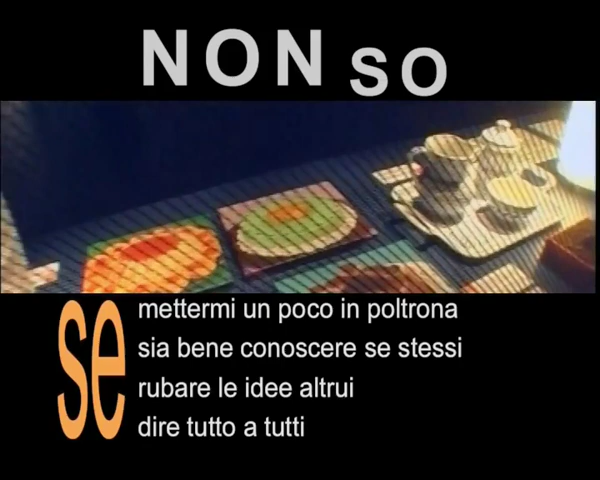 NON SO
se
mettermi un poco in poltrona
sia bene conoscere se stessi
rubare le idee altrui
dire tutto a tutti